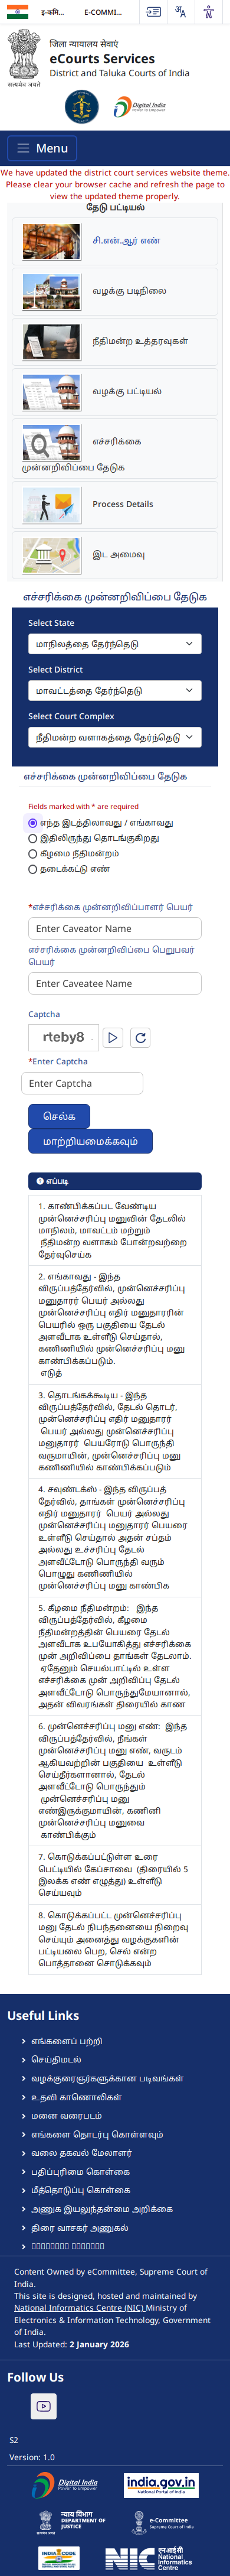 इ-कमि...
E-COMMI...
सत्यमेव जयते
जिला न्यायालय सेवाएं
eCourts Services
District and Taluka Courts of India
Digital India
Power To Empower
Menu
We have updated the district court services website theme.
Please clear your browser cache and refresh the page to
view the updated theme properly.
தேடு பட்டியல்
சி.என்.ஆர் எண்
வழக்கு பதிநிலை
நீதிமன்ற உத்தரவுகள்
வழக்கு பட்டியல்
எச்சரிக்கை
முன்னறிவிப்பை தேடுக
Process Details
இட அமைவு
எச்சரிக்கை முன்னறிவிப்பை தேடுக
Select State
மாநிலத்தை தேர்ந்தெடு
Select District
மாவட்டத்தை தேர்ந்தெடு
Select Court Complex
நீதிமன்ற வளாகத்தை தேர்ந்தெடு
எச்சரிக்கை முன்னறிவிப்பை தேடுக
Fields marked with * are required
எந்த இடத்திலாவது / எங்காவது
இதிலிருந்து தொடங்குகிறது
கீழமை நீதிமன்றம்
தடைக்கட்டு எண்
*எச்சரிக்கை முன்னறிவிப்பாளர் பெயர்
Enter Caveator Name
எச்சரிக்கை முன்னறிவிப்பை பெறுபவர்
பெயர்
Enter Caveatee Name
Captcha
rteby8
*Enter Captcha
Enter Captcha
செல்க
மாற்றியமைக்கவும்
எப்படி
1. காண்பிக்கப்பட வேண்டிய
முன்னெச்சரிப்பு மனுவின் தேடலில்
மாநிலம், மாவட்டம் மற்றும்
நீதிமன்ற வளாகம் போன்றவற்றை
தேர்வுசெய்க
2. எங்காவது - இந்த
விருப்பத்தேர்வில், முன்னெச்சரிப்பு
மனுதாரர் பெயர் அல்லது
முன்னெச்சரிப்பு எதிர் மனுதாரரின்
பெயரில் ஒரு பகுதியை தேடல்
அளவீடாக உள்ளீடு செய்தால்,
கணினியில் முன்னெச்சரிப்பு மனு
காண்பிக்கப்படும்.
எடுத்
3. தொடங்கக்கூடிய - இந்த
விருப்பத்தேர்வில், தேடல் தொடர்,
முன்னெச்சரிப்பு எதிர் மனுதாரர்
பெயர் அல்லது முன்னெச்சரிப்பு
மனுதாரர் பெயரோடு பொருந்தி
வருமாயின், முன்னெச்சரிப்பு மனு
கணினியில் காண்பிக்கப்படும்
4. சவுண்டக்ஸ் - இந்த விருப்பத்
தேர்வில், தாங்கள் முன்னெச்சரிப்பு
எதிர் மனுதாரர் பெயர் அல்லது
முன்னெச்சரிப்பு மனுதாரர் பெயரை
உள்ளீடு செய்தால் அதன் சப்தம்
அல்லது உச்சரிப்பு தேடல்
அளவீட்டோடு பொருந்தி வரும்
பொழுது கணினியில்
முன்னெச்சரிப்பு மனு காண்பிக
5. கீழமை நீதிமன்றம்: இந்த
விருப்பத்தேர்வில், கீழமை
நீதிமன்றத்தின் பெயரை தேடல்
அளவீடாக உபயோகித்து எச்சரிக்கை
முன் அறிவிப்பை தாங்கள் தேடலாம்.
ஏதேனும் செயல்பாட்டில் உள்ள
எச்சரிக்கை முன் அறிவிப்பு தேடல்
அளவீட்டோடு பொருந்துமேயானால்,
அதன் விவரங்கள் திரையில் காண
6. முன்னெச்சரிப்பு மனு எண்: இந்த
விருப்பத்தேர்வில், நீங்கள்
முன்னெச்சரிப்பு மனு எண், வருடம்
ஆகியவற்றின் பகுதியை உள்ளீடு
செய்தீர்களானால், தேடல்
அளவீட்டோடு பொருந்தும்
முன்னெச்சரிப்பு மனு
எண்இருக்குமாயின், கணினி
முன்னெச்சரிப்பு மனுவை
காண்பிக்கும்
7. கொடுக்கப்பட்டுள்ள உரை
பெட்டியில் கேப்சாவை (திரையில் 5
இலக்க எண் எழுத்து) உள்ளீடு
செய்யவும்
8. கொடுக்கப்பட்ட முன்னெச்சரிப்பு
மனு தேடல் நிபந்தனையை நிறைவு
செய்யும் அனைத்து வழக்குகளின்
பட்டியலை பெற, செல் என்ற
பொத்தானை சொடுக்கவும்
Useful Links
எங்களைப் பற்றி
செய்திமடல்
வழக்குரைஞர்களுக்கான படிவங்கள்
உதவி காணொலிகள்
மனை வரைபடம்
எங்களை தொடர்பு கொள்ளவும்
வலை தகவல் மேலாளர்
பதிப்புரிமை கொள்கை
மீத்தொடுப்பு கொள்கை
அணுக இயலுந்தன்மை அறிக்கை
திரை வாசகர் அணுகல்
Content Owned by eCommittee, Supreme Court of
India.
This site is designed, hosted and maintained by
National Informatics Centre (NIC) Ministry of
Electronics & Information Technology, Government
of India.
Last Updated: 2 January 2026
Follow Us
S2
Version: 1.0
Digital India
Power To Empower
india.gov.in
National Portal of India
न्याय विभाग
DEPARTMENT OF
JUSTICE
e-Committee
Supreme Court of India
INDIA CODE
NIC
एन आई सी
National
Informatics
Centre